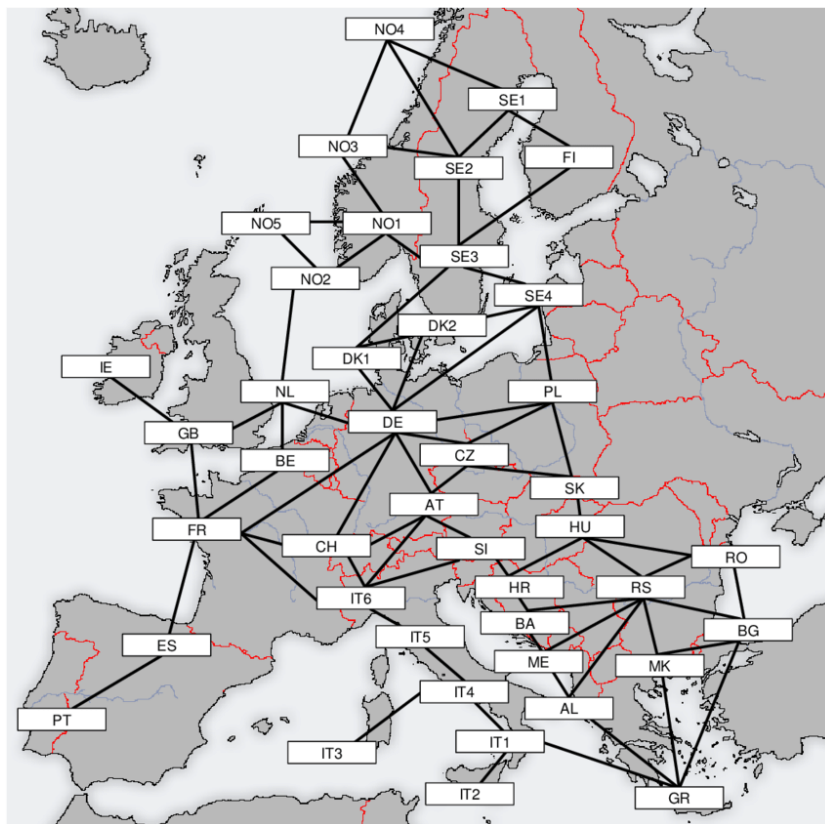 NO4
SE1
NO3
FI
SE2
NO5
NO1
SE3
NO2
SE4
DK2
DK1
IE
NL
PL
DE
GB
CZ
BE
SK
AT
FR
HU
CH
SI
RO
HR
RS
IT6
BA
BG
IT5
ES
ME
MK
IT4
AL
PT
IT1
IT3
IT2
GR